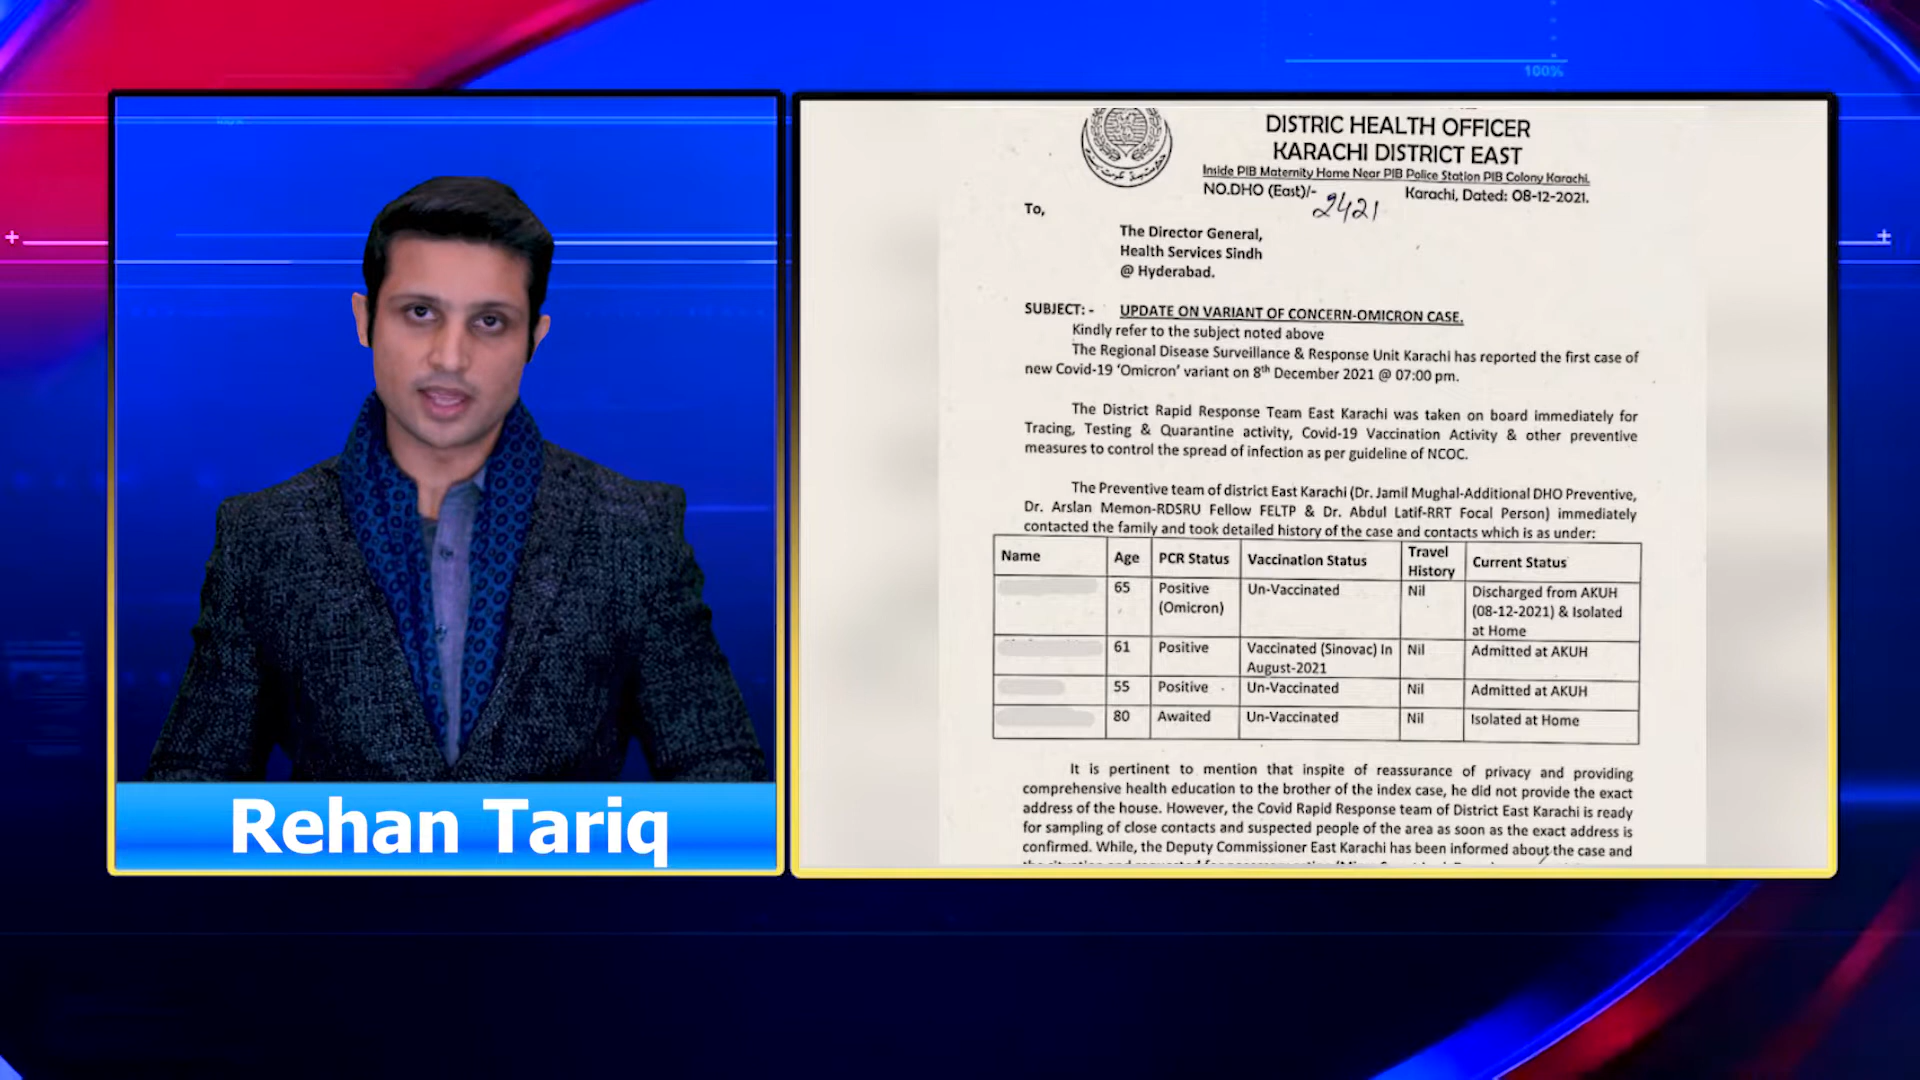 100%
Rehan Tariq
DISTRIC HEALTH OFFICER
KARACHI DISTRICT EAST
Inside PIB Maternity Home Near PIB Police Station PIB Colony Karachi.
NO.DHO (East)/- 2421 Karachi, Dated: 08-12-2021.
To,
The Director General,
Health Services Sindh
@ Hyderabad.
SUBJECT: - UPDATE ON VARIANT OF CONCERN-OMICRON CASE.
Kindly refer to the subject noted above
The Regional Disease Surveillance & Response Unit Karachi has reported the first case of
new Covid-19 ‘Omicron’ variant on 8th December 2021 @ 07:00 pm.
The District Rapid Response Team East Karachi was taken on board immediately for
Tracing, Testing & Quarantine activity, Covid-19 Vaccination Activity & other preventive
measures to control the spread of infection as per guideline of NCOC.
The Preventive team of district East Karachi (Dr. Jamil Mughal-Additional DHO Preventive,
Dr. Arslan Memon-RDSRU Fellow FELTP & Dr. Abdul Latif-RRT Focal Person) immediately
contacted the family and took detailed history of the case and contacts which is as under:
Name Age PCR Status Vaccination Status Travel History Current Status
65 Positive (Omicron) Un-Vaccinated Nil Discharged from AKUH (08-12-2021) & Isolated at Home
61 Positive Vaccinated (Sinovac) In August-2021 Nil Admitted at AKUH
55 Positive Un-Vaccinated Nil Admitted at AKUH
80 Awaited Un-Vaccinated Nil Isolated at Home
It is pertinent to mention that inspite of reassurance of privacy and providing
comprehensive health education to the brother of the index case, he did not provide the exact
address of the house. However, the Covid Rapid Response team of District East Karachi is ready
for sampling of close contacts and suspected people of the area as soon as the exact address is
confirmed. While, the Deputy Commissioner East Karachi has been informed about the case and